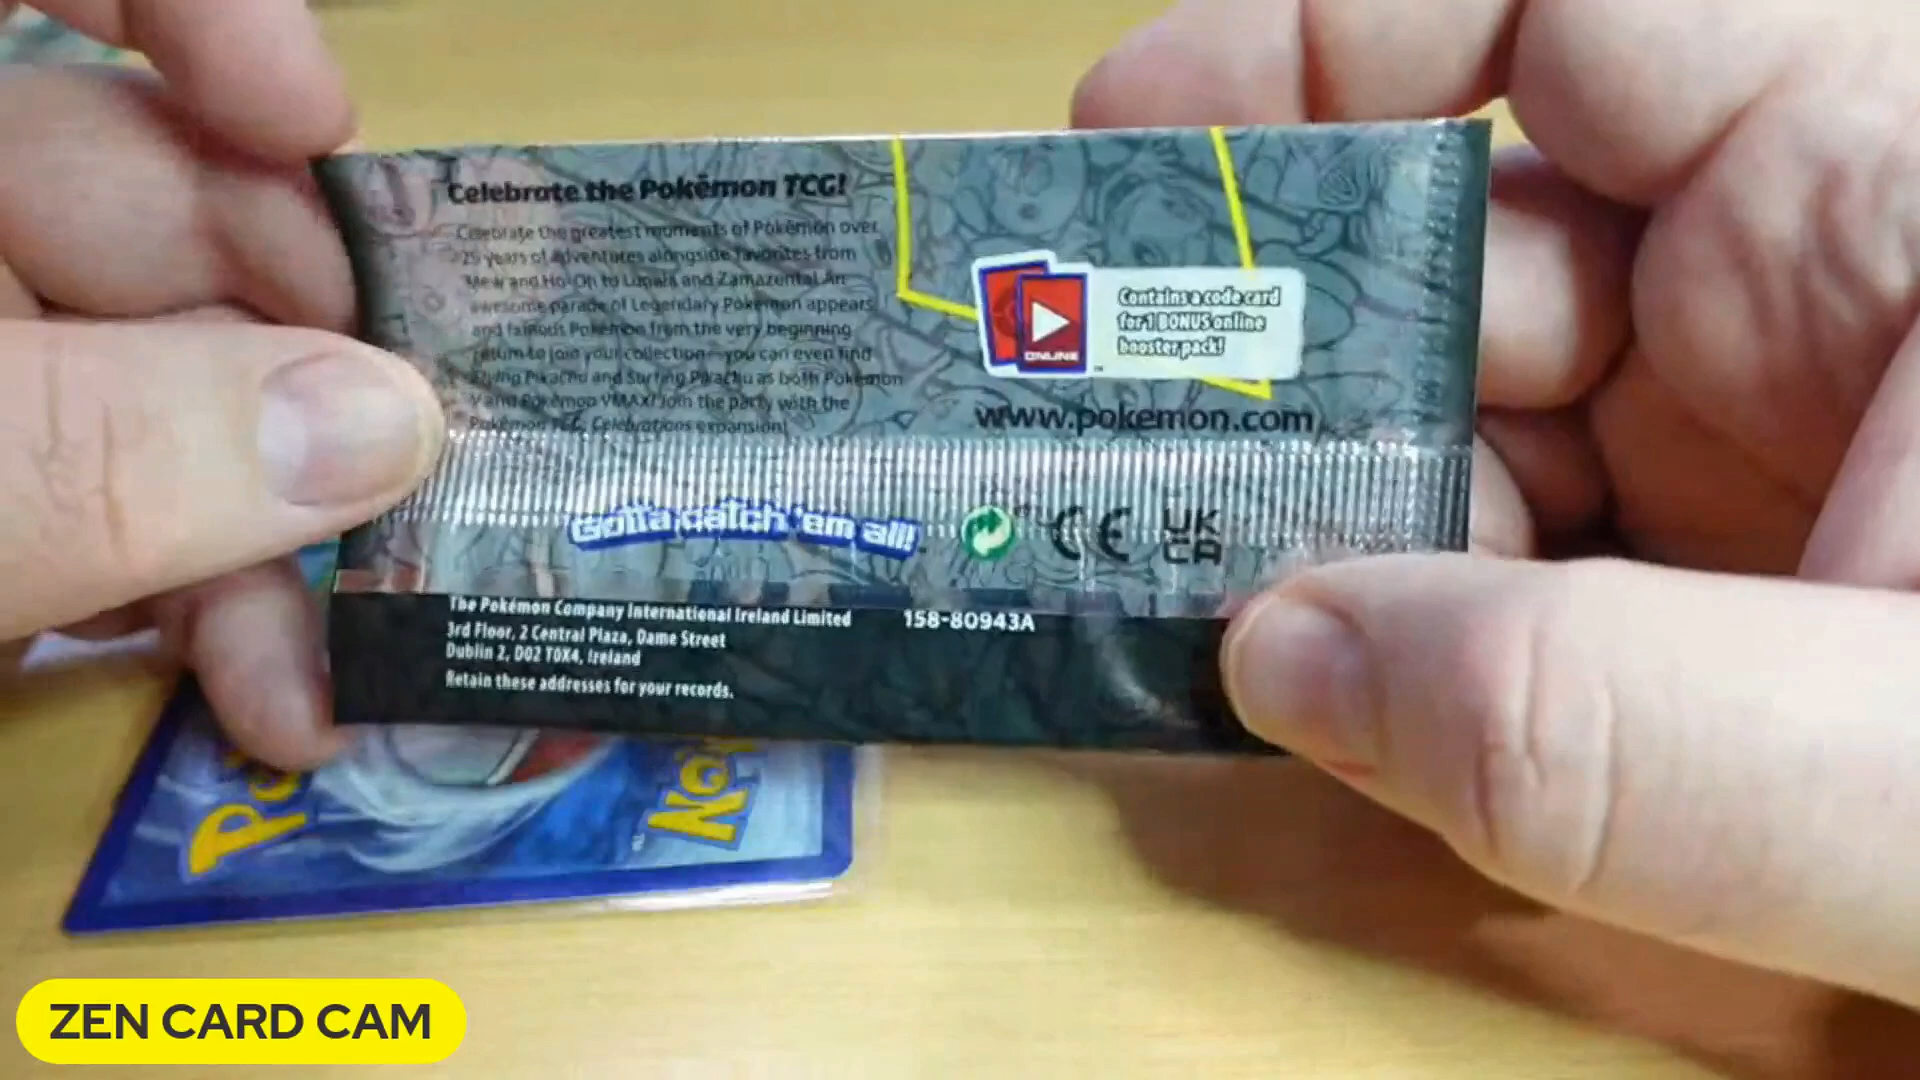 Celebrate the Pokémon TCG!
Celebrate the greatest moments of Pokémon over
25 years of adventures alongside favorites from
Mew and Ho-Oh to Lunala and Zamazenta! An
awesome parade of Legendary Pokémon appears
and famous Pokémon from the very beginning
return to join your collection—you can even find
Flying Pikachu and Surfing Pikachu as both Pokémon
V and Pokémon VMAX! Join the party with the
Pokémon TCG: Celebrations expansion!
ONLINE
Contains a code card
for 1 BONUS online
booster pack!
www.pokemon.com
Gotta catch 'em all!
CE
UK
CA
The Pokémon Company International Ireland Limited
3rd Floor, 2 Central Plaza, Dame Street
Dublin 2, D02 T0X4, Ireland
Retain these addresses for your records.
158-80943A
ZEN CARD CAM